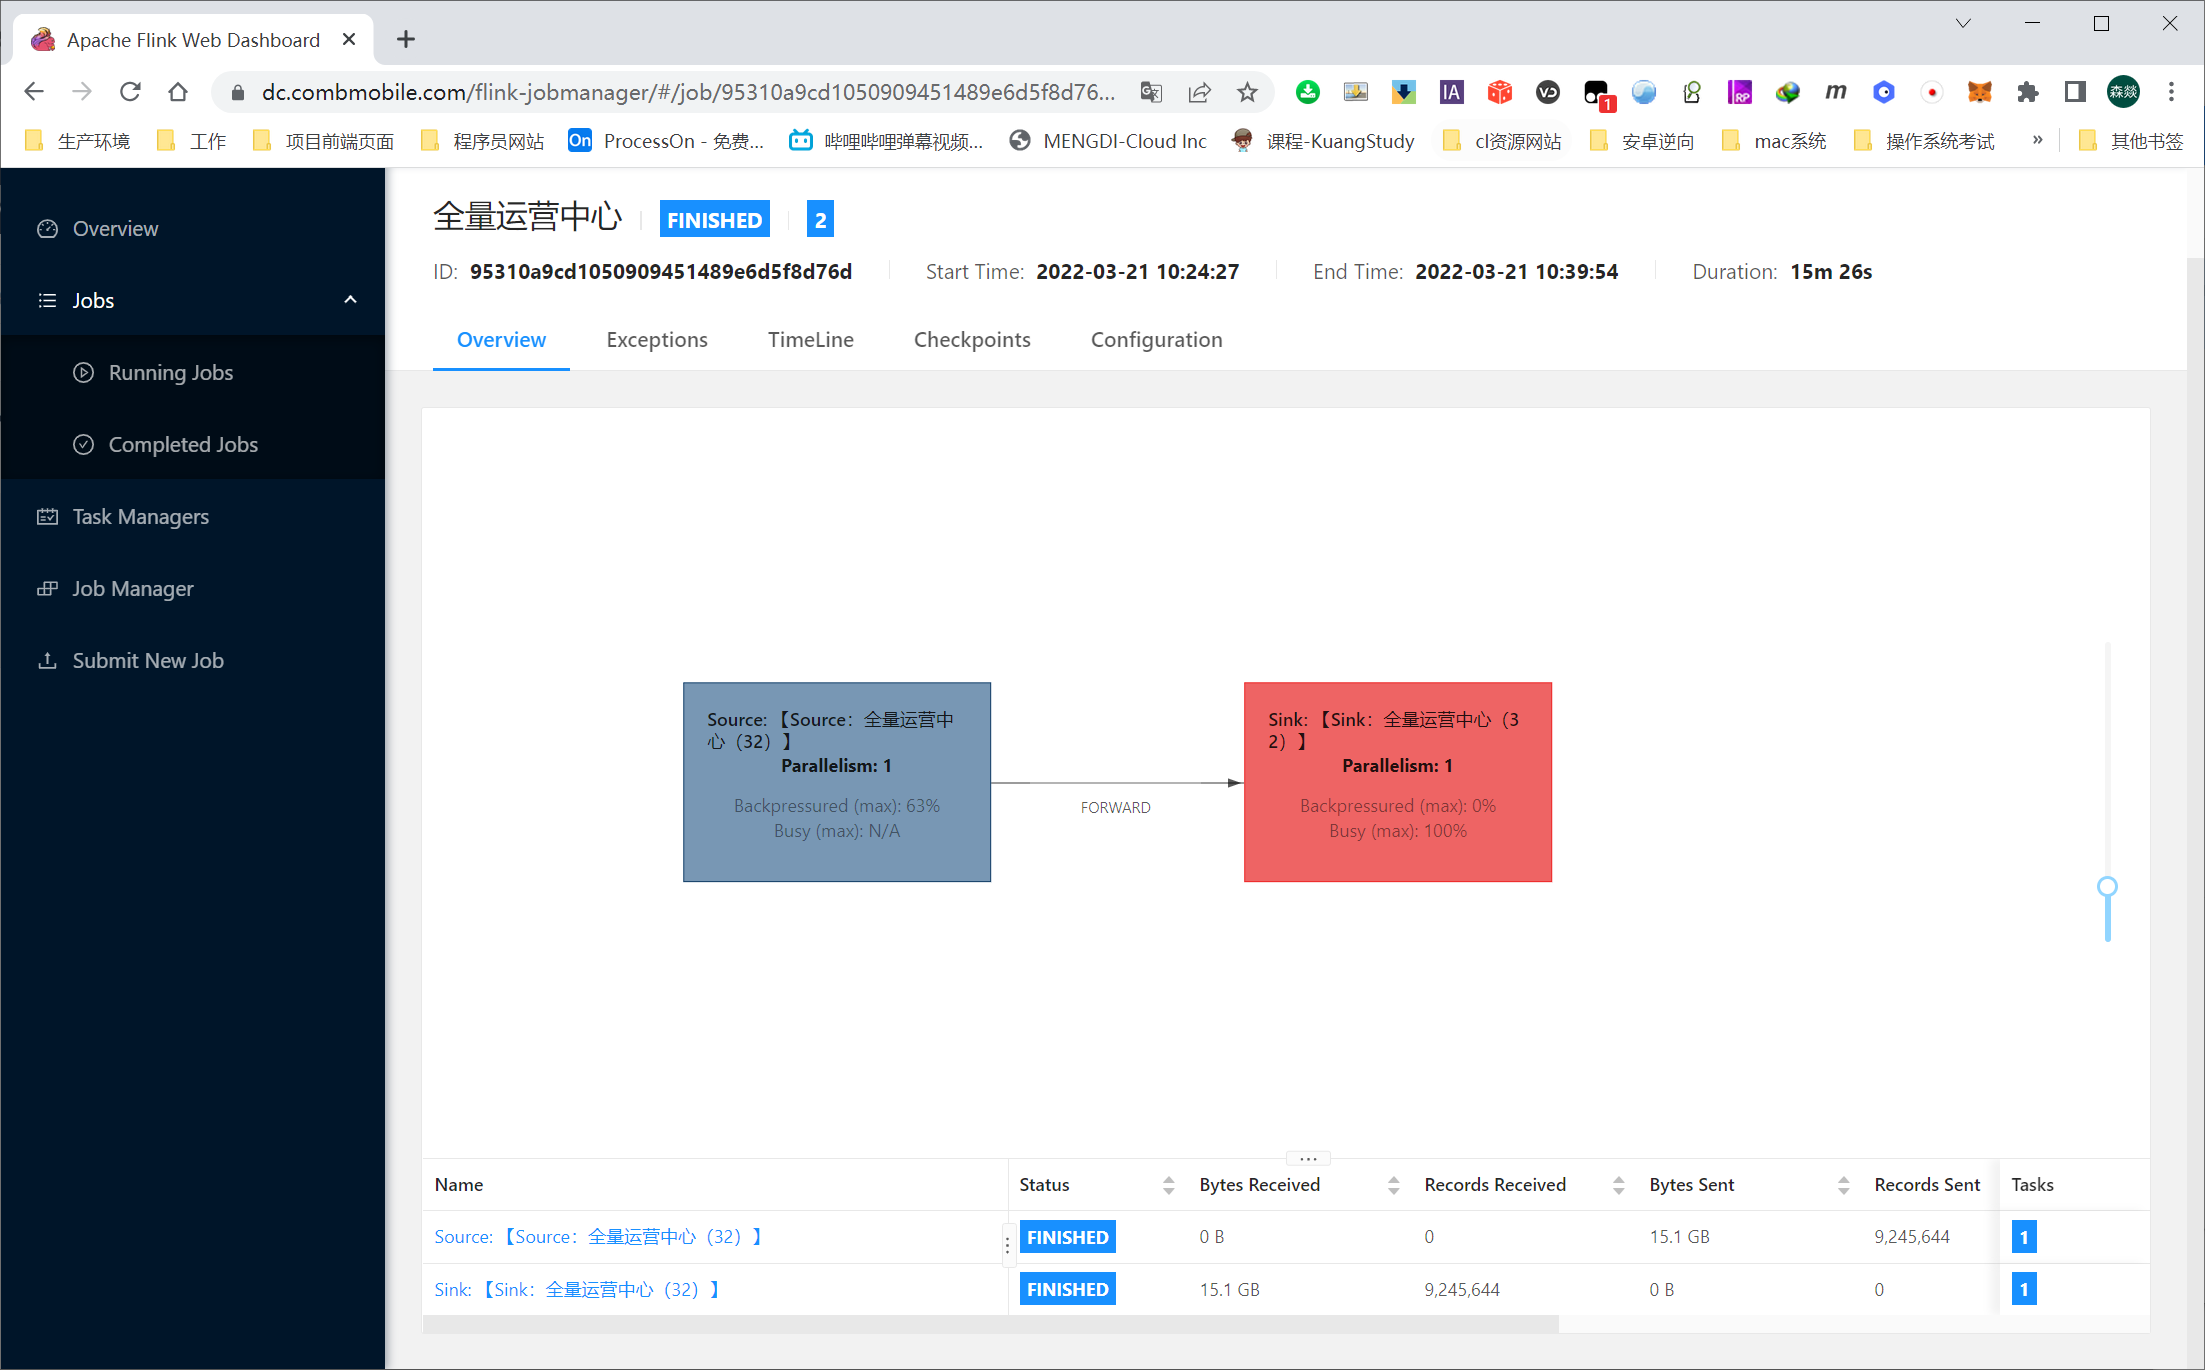 Apache Flink Web Dashboard
dc.combmobile.com/flink-jobmanager/#/job/95310a9cd1050909451489e6d5f8d76...
IA
RP
VD
1
m
森燚
生产环境
工作
项目前端页面
程序员网站
On ProcessOn - 免费...
哔哩哔哩弹幕视频...
MENGDI-Cloud Inc
课程-KuangStudy
cl资源网站
安卓逆向
mac系统
操作系统考试
»
其他书签
Overview
Jobs
Running Jobs
Completed Jobs
Task Managers
Job Manager
Submit New Job
全量运营中心 FINISHED 2
ID: 95310a9cd1050909451489e6d5f8d76d Start Time: 2022-03-21 10:24:27 End Time: 2022-03-21 10:39:54 Duration: 15m 26s
Overview Exceptions TimeLine Checkpoints Configuration
Source: 【Source：全量运营中
心（32）】
Parallelism: 1
Backpressured (max): 63%
Busy (max): N/A
FORWARD
Sink: 【Sink：全量运营中心（3
2）】
Parallelism: 1
Backpressured (max): 0%
Busy (max): 100%
Name Status Bytes Received Records Received Bytes Sent Records Sent Tasks
Source: 【Source：全量运营中心（32）】 FINISHED 0 B 0 15.1 GB 9,245,644 1
Sink: 【Sink：全量运营中心（32）】 FINISHED 15.1 GB 9,245,644 0 B 0 1